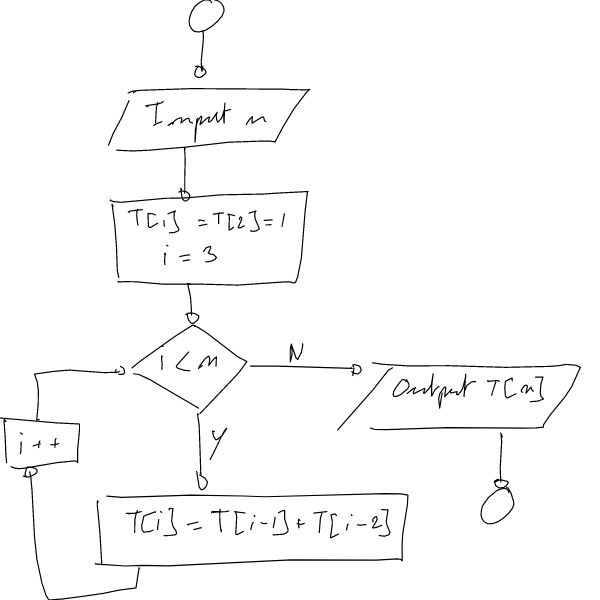 Input n
T[1] = T[2] = 1
i = 3
i < n
N
Output T[n]
Y
i++
T[i] = T[i-1] + T[i-2]